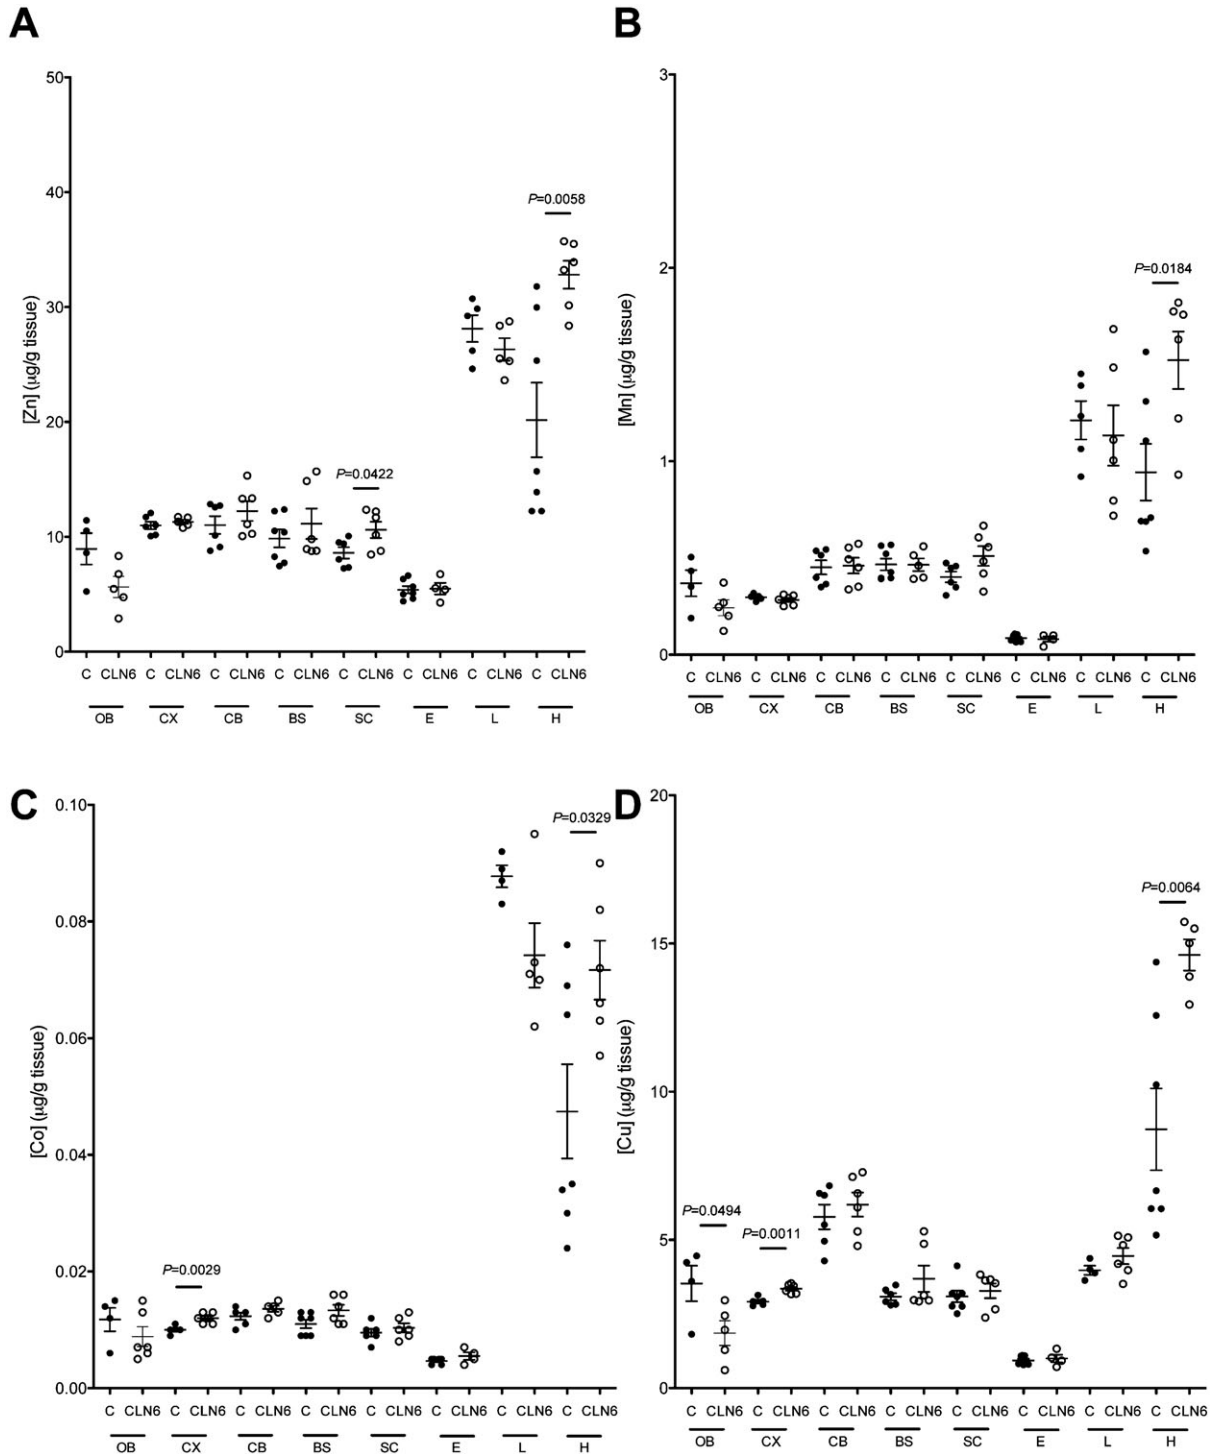 A
[Zn] (µg/g tissue)
50
40
30
20
10
0
P=0.0422
P=0.0058
C CLN6 C CLN6 C CLN6 C CLN6 C CLN6 C CLN6 C CLN6 C CLN6
OB CX CB BS SC E L H
B
[Mn] (µg/g tissue)
3
2
1
0
P=0.0184
C CLN6 C CLN6 C CLN6 C CLN6 C CLN6 C CLN6 C CLN6 C CLN6
OB CX CB BS SC E L H
C
[Co] (µg/g tissue)
0.10
0.08
0.06
0.04
0.02
0.00
P=0.0029
P=0.0329
C CLN6 C CLN6 C CLN6 C CLN6 C CLN6 C CLN6 C CLN6 C CLN6
OB CX CB BS SC E L H
D
[Cu] (µg/g tissue)
20
15
10
5
0
P=0.0494
P=0.0011
P=0.0064
C CLN6 C CLN6 C CLN6 C CLN6 C CLN6 C CLN6 C CLN6 C CLN6
OB CX CB BS SC E L H